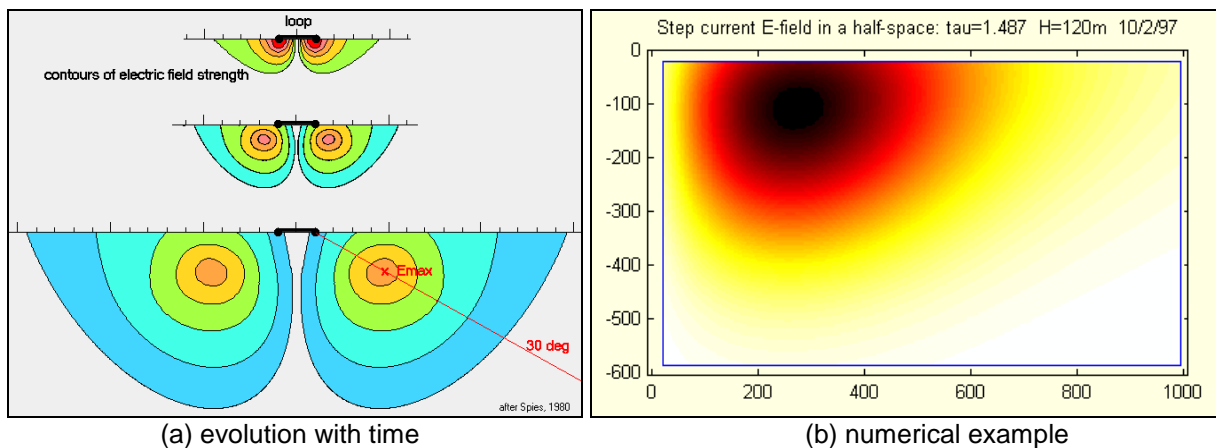 loop
contours of electric field strength
Emax
30 deg
after Spies, 1980
(a) evolution with time
Step current E-field in a half-space: tau=1.487 H=120m 10/2/97
0
-100
-200
-300
-400
-500
-600
0 200 400 600 800 1000
(b) numerical example